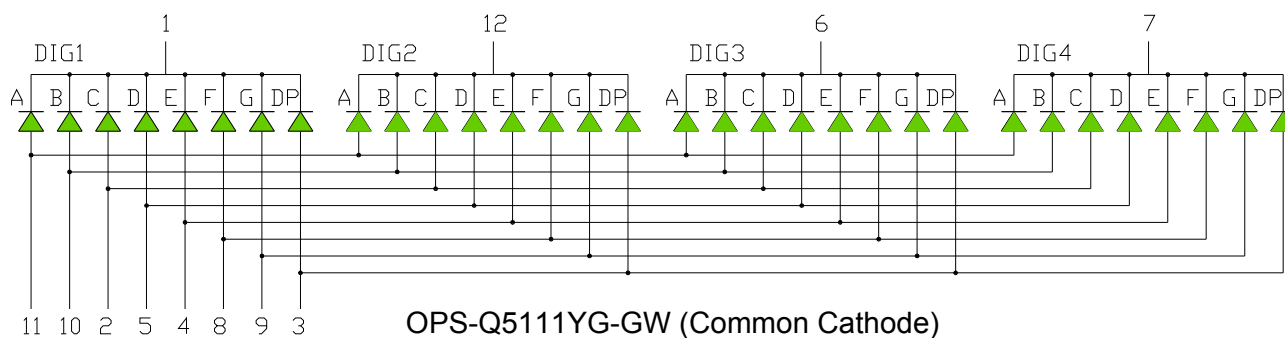 1 12 6 7
DIG1 DIG2 DIG3 DIG4
A B C D E F G DP A B C D E F G DP A B C D E F G DP A B C D E F G DP
11 10 2 5 4 8 9 3
OPS-Q5111YG-GW (Common Cathode)